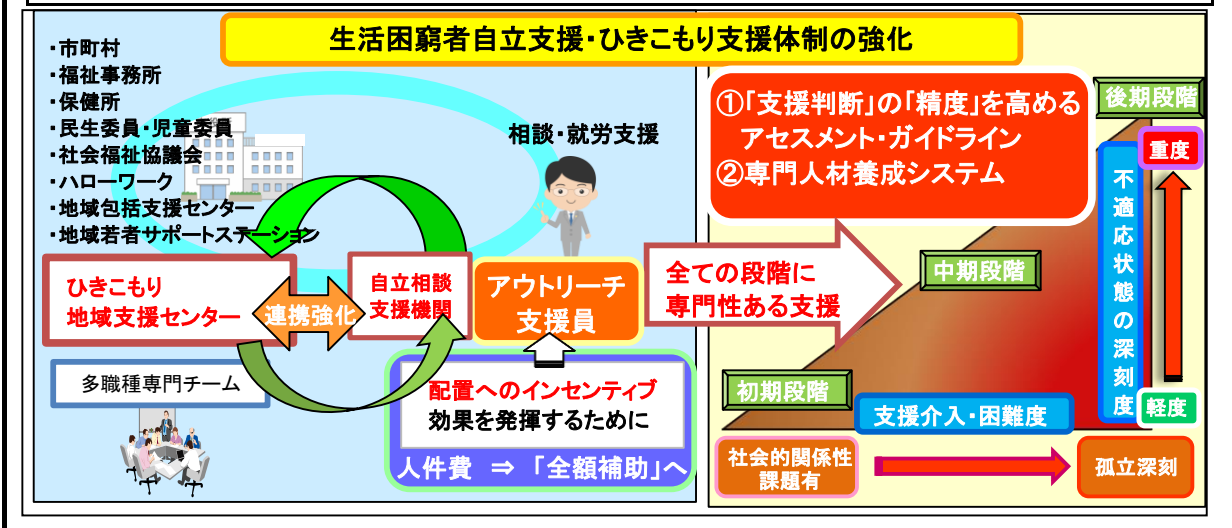 生活困窮者自立支援・ひきこもり支援体制の強化
・市町村
・福祉事務所
・保健所
・民生委員・児童委員
・社会福祉協議会
・ハローワーク
・地域包括支援センター
・地域若者サポートステーション
相談・就労支援
ひきこもり
地域支援センター
連携強化
自立相談
支援機関
アウトリーチ
支援員
多職種専門チーム
配置へのインセンティブ
効果を発揮するために
人件費 ⇒ 「全額補助」へ
全ての段階に
専門性ある支援
①「支援判断」の「精度」を高める
アセスメント・ガイドライン
②専門人材養成システム
後期段階
中期段階
初期段階
重度
不適応状態の深刻度
軽度
支援介入・困難度
社会的関係性
課題有
孤立深刻